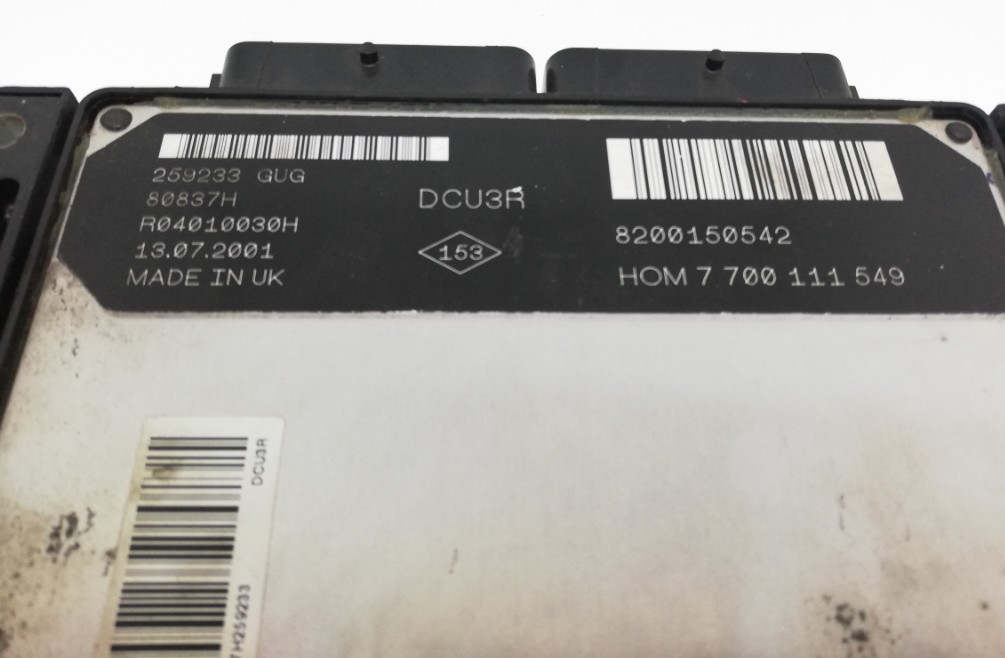 259233 GUG
80837H
R04010030H
13.07.2001
MADE IN UK
DCU3R
153
8200150542
HOM 7 700 111 549
DCU3R
7H259233